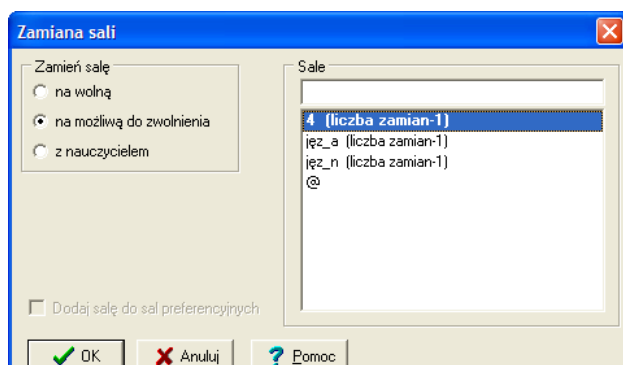 Zamiana sali
Zamień salę
na wolną
na możliwą do zwolnienia
z nauczycielem
Dodaj salę do sal preferencyjnych
Sale
4 (liczba zamian-1)
jęz_a (liczba zamian-1)
jęz_n (liczba zamian-1)
@
OK
Anuluj
? Pomoc